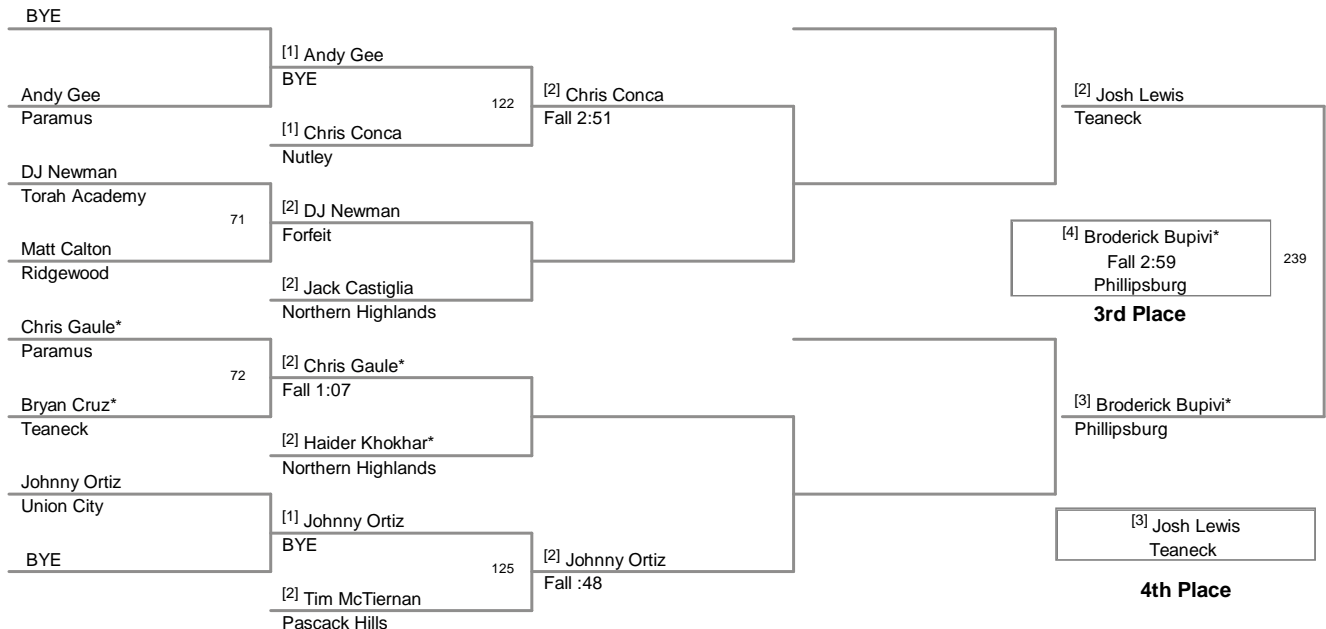 BYE
Andy Gee
Paramus
DJ Newman
Torah Academy
71
Matt Calton
Ridgewood
Chris Gaule*
Paramus
72
Bryan Cruz*
Teaneck
Johnny Ortiz
Union City
BYE
[1] Andy Gee
BYE
122
[1] Chris Conca
Nutley
[2] DJ Newman
Forfeit
[2] Jack Castiglia
Northern Highlands
[2] Chris Gaule*
Fall 1:07
[2] Haider Khokhar*
Northern Highlands
[1] Johnny Ortiz
BYE
125
[2] Tim McTiernan
Pascack Hills
[2] Chris Conca
Fall 2:51
[2] Johnny Ortiz
Fall :48
[2] Josh Lewis
Teaneck
[4] Broderick Bupivi*
Fall 2:59
Phillipsburg
239
3rd Place
[3] Broderick Bupivi*
Phillipsburg
[3] Josh Lewis
Teaneck
4th Place